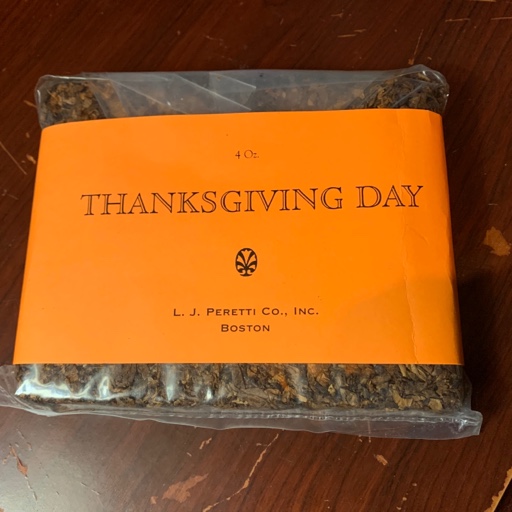 4 Oz.
THANKSGIVING DAY
L. J. Peretti Co., Inc.
Boston